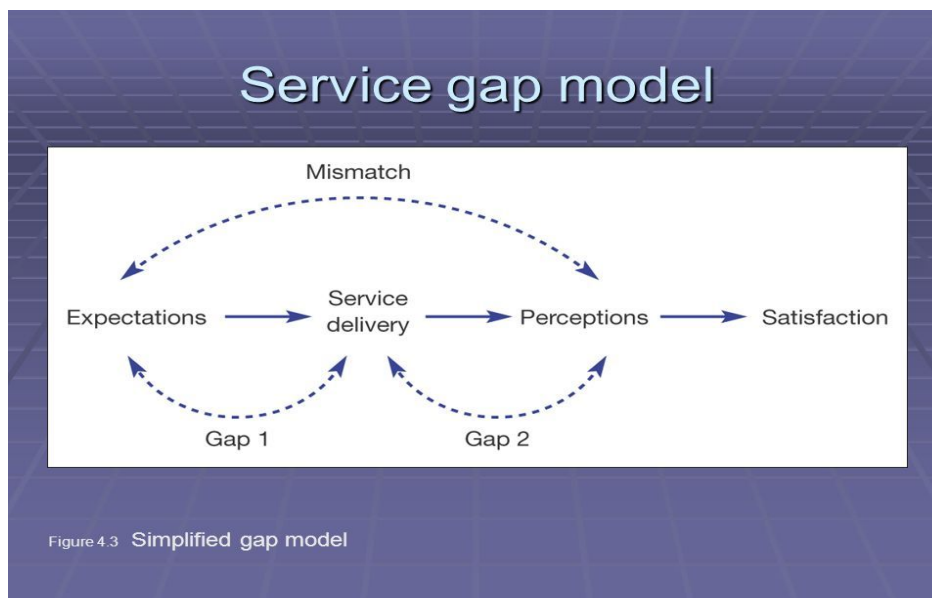 Service gap model
Mismatch
Expectations
Service
delivery
Perceptions
Satisfaction
Gap 1
Gap 2
Figure 4.3 Simplified gap model